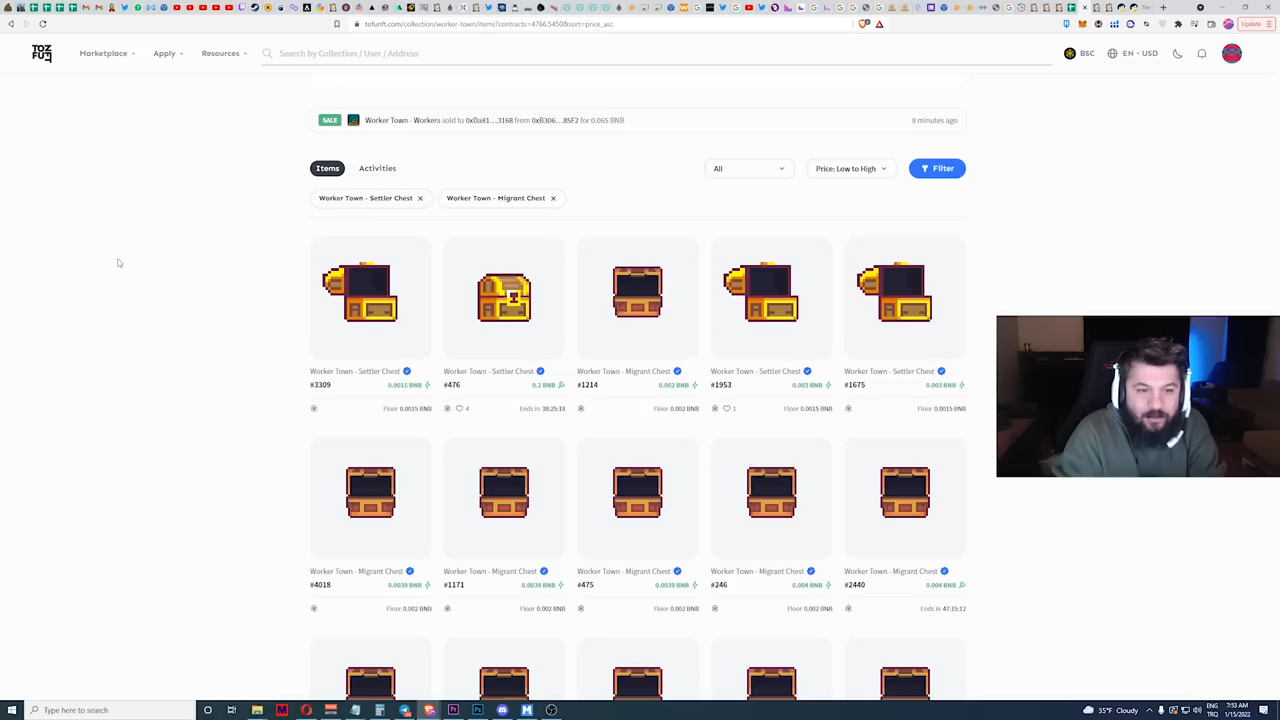 tofunft.com/collection/worker-town/items?contracts=4766.5450&sort=price_asc
Update
TOZ
FU
Marketplace
Apply
Resources
Search by Collection / User / Address
BSC
EN - USD
SALE
Worker Town - Workers sold to 0xDa81...3168 from 0xB306...85F2 for 0.065 BNB
8 minutes ago
Items
Activities
All
Price: Low to High
Filter
Worker Town - Settler Chest ×
Worker Town - Migrant Chest ×
Worker Town - Settler Chest
Worker Town - Settler Chest
Worker Town - Migrant Chest
Worker Town - Settler Chest
Worker Town - Settler Chest
#3309 0.0015 BNB
#476 0.2 BNB
#1214 0.002 BNB
#1953 0.003 BNB
#1675 0.003 BNB
Floor 0.0015 BNB
4 Ends in 38:25:18
Floor 0.002 BNB
1 Floor 0.0015 BNB
Floor 0.0015 BNB
Worker Town - Migrant Chest
Worker Town - Migrant Chest
Worker Town - Migrant Chest
Worker Town - Migrant Chest
Worker Town - Migrant Chest
#4018 0.0039 BNB
#1171 0.0039 BNB
#475 0.0039 BNB
#246 0.004 BNB
#2440 0.004 BNB
Floor 0.002 BNB
Floor 0.002 BNB
Floor 0.002 BNB
Floor 0.002 BNB
Ends in 47:15:12
Type here to search
35°F Cloudy
ENG
TRQ
7:53 AM
1/15/2022